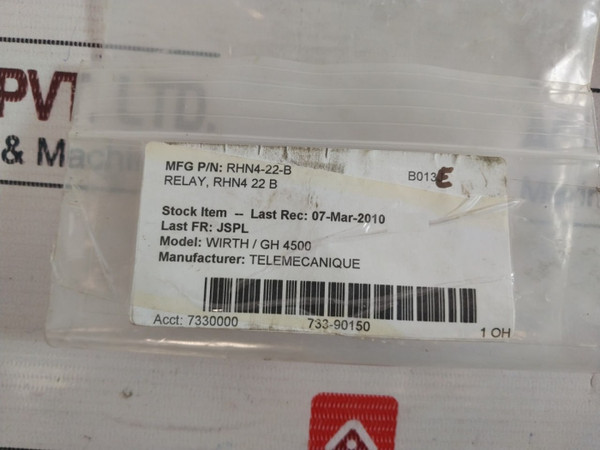 PVT. LTD.
& Machin
MFG P/N: RHN4-22-B
B013E
RELAY, RHN4 22 B
Stock Item -- Last Rec: 07-Mar-2010
Last FR: JSPL
Model: WIRTH / GH 4500
Manufacturer: TELEMECANIQUE
Acct: 7330000
733-90150
1 OH